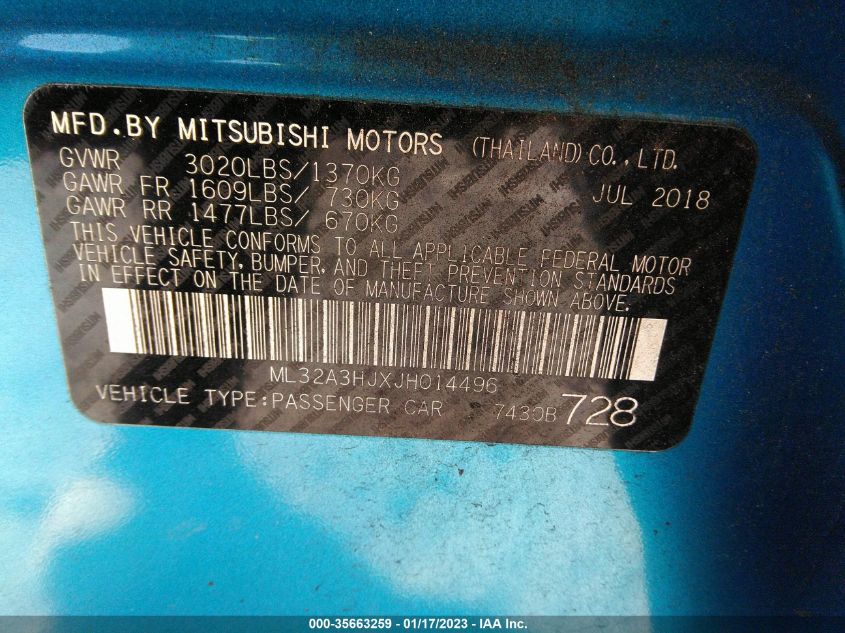 MFD.BY MITSUBISHI MOTORS (THAILAND)CO.,LTD.
GVWR 3020LBS/1370KG JUL 2018
GAWR FR 1609LBS/ 730KG
GAWR RR 1477LBS/ 670KG
THIS VEHICLE CONFORMS TO ALL APPLICABLE FEDERAL MOTOR
VEHICLE SAFETY, BUMPER, AND THEFT PREVENTION STANDARDS
IN EFFECT ON THE DATE OF MANUFACTURE SHOWN ABOVE.
ML32A3HJXJH014496
VEHICLE TYPE:PASSENGER CAR 7430B 728
000-35663259 - 01/17/2023 - IAA Inc.